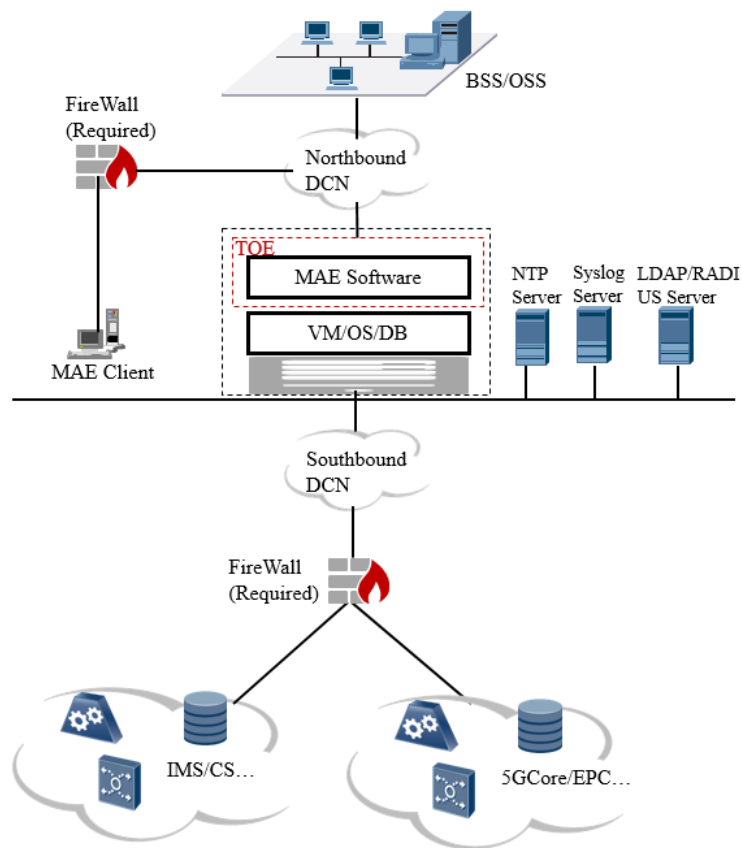 BSS/OSS
FireWall
(Required)
Northbound
DCN
TOE
MAE Software
VM/OS/DB
NTP
Server
Syslog
Server
LDAP/RADI
US Server
MAE Client
Southbound
DCN
FireWall
(Required)
IMS/CS…
5GCore/EPC…